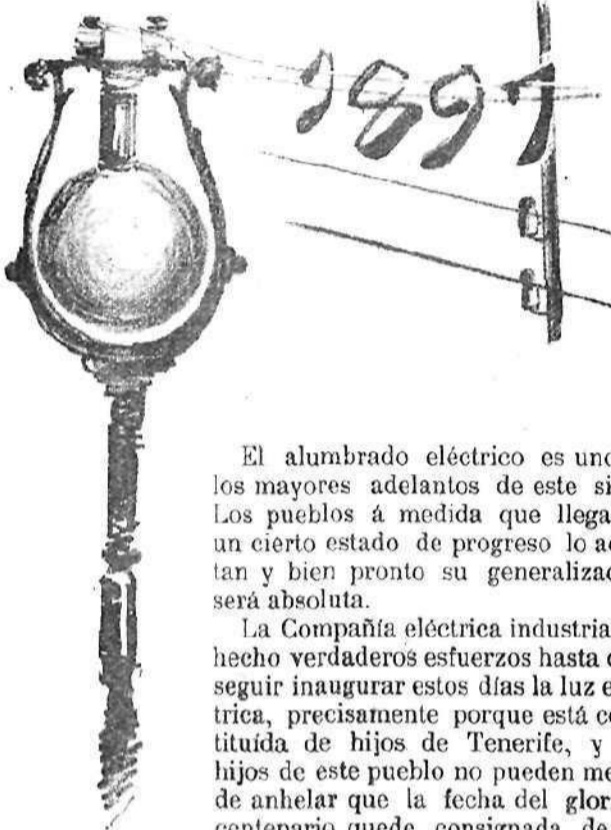 1897
El alumbrado eléctrico es uno
los mayores adelantos de este
Los pueblos á medida que
un cierto estado de progreso lo
tan y bien pronto su
será absoluta.
La Compañía eléctrica
hecho verdaderos esfuerzos hasta
seguir inaugurar estos días la luz
trica, precisamente porque está
tituída de hijos de Tenerife, y
hijos de este pueblo no pueden
de anhelar que la fecha del
centenario quede consignada